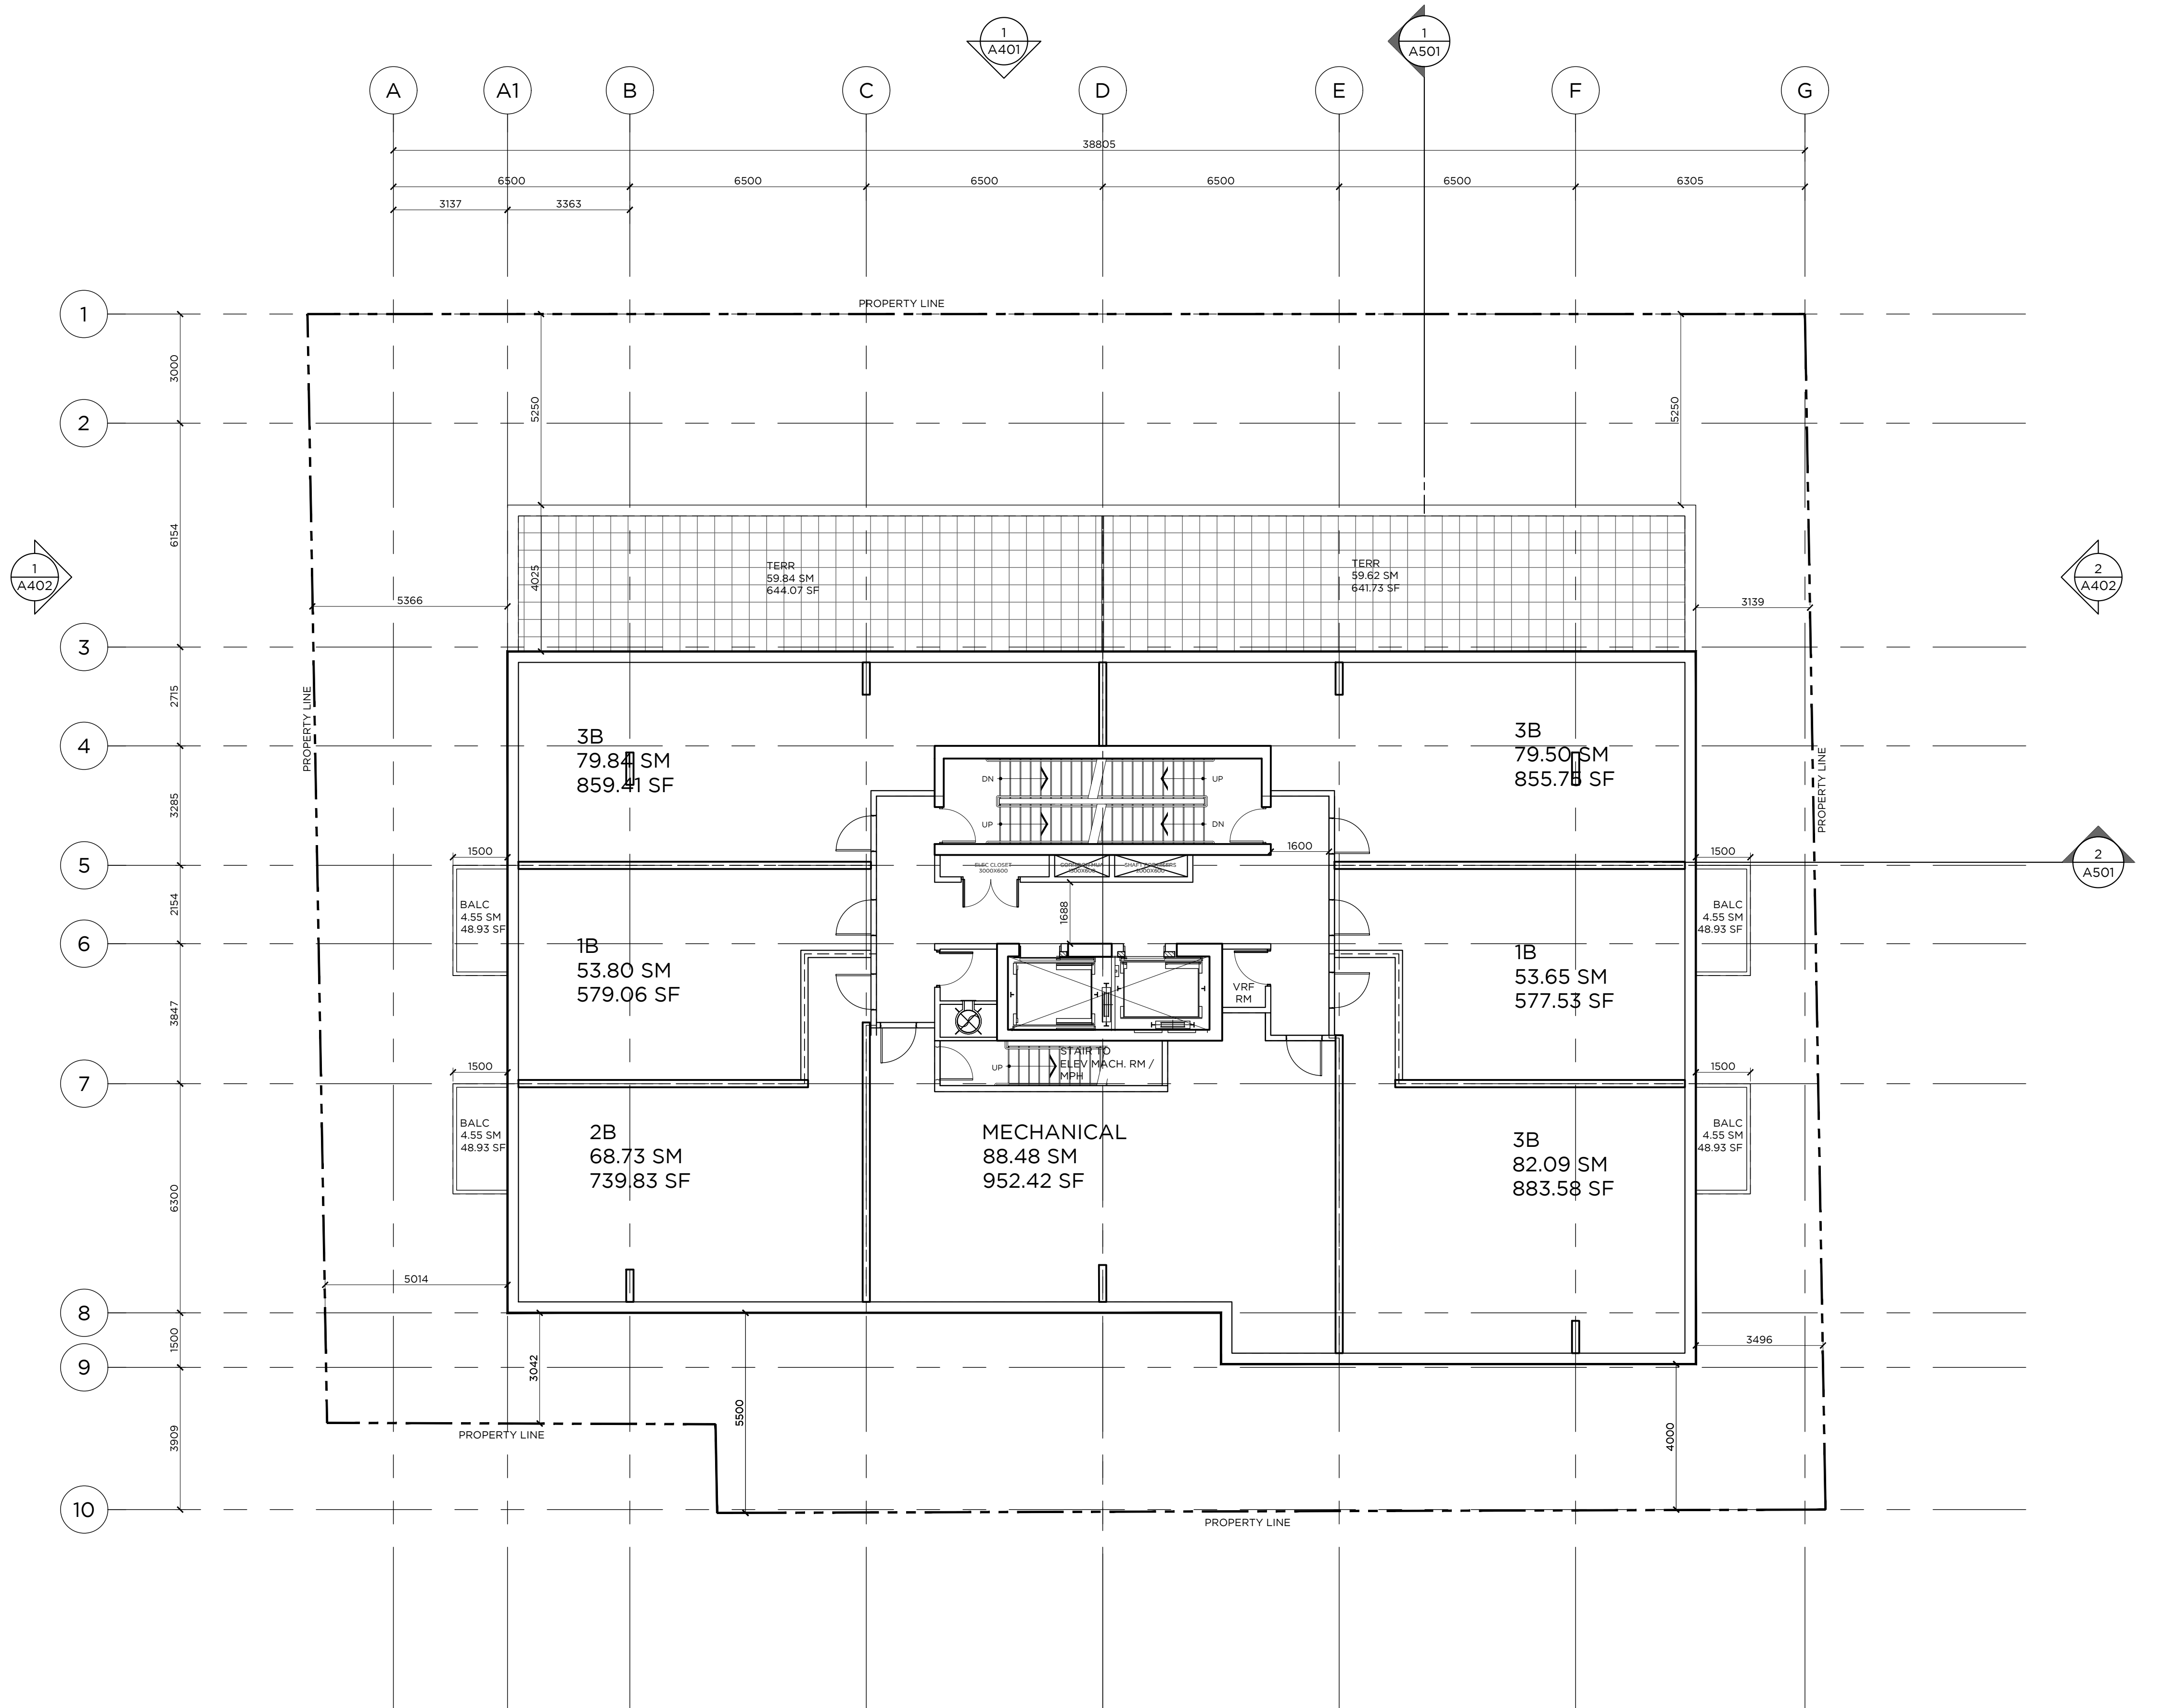 1
A401
1
A501
A
A1
B
C
D
E
F
G
38805
6500
6500
6500
6500
6500
6305
3137
3363
1
2
3
4
5
6
7
8
9
10
3000
6154
2715
3285
2154
3847
6300
1500
3909
PROPERTY LINE
5250
5250
1
A402
2
A402
TERR
59.84 SM
644.07 SF
TERR
59.62 SM
641.73 SF
4025
5366
3139
PROPERTY LINE
PROPERTY LINE
3B
79.84 SM
859.41 SF
3B
79.50 SM
855.75 SF
DN
UP
UP
DN
1500
1600
1500
2
A501
ELEC CLOSET
3000X600
BALC
4.55 SM
48.93 SF
1688
BALC
4.55 SM
48.93 SF
1B
53.80 SM
579.06 SF
1B
53.65 SM
577.53 SF
VRF
RM
STAIR TO
ELEV MACH. RM /
MPH
UP
1500
1500
BALC
4.55 SM
48.93 SF
BALC
4.55 SM
48.93 SF
2B
68.73 SM
739.83 SF
MECHANICAL
88.48 SM
952.42 SF
3B
82.09 SM
883.58 SF
5014
3496
3042
5500
4000
PROPERTY LINE
PROPERTY LINE